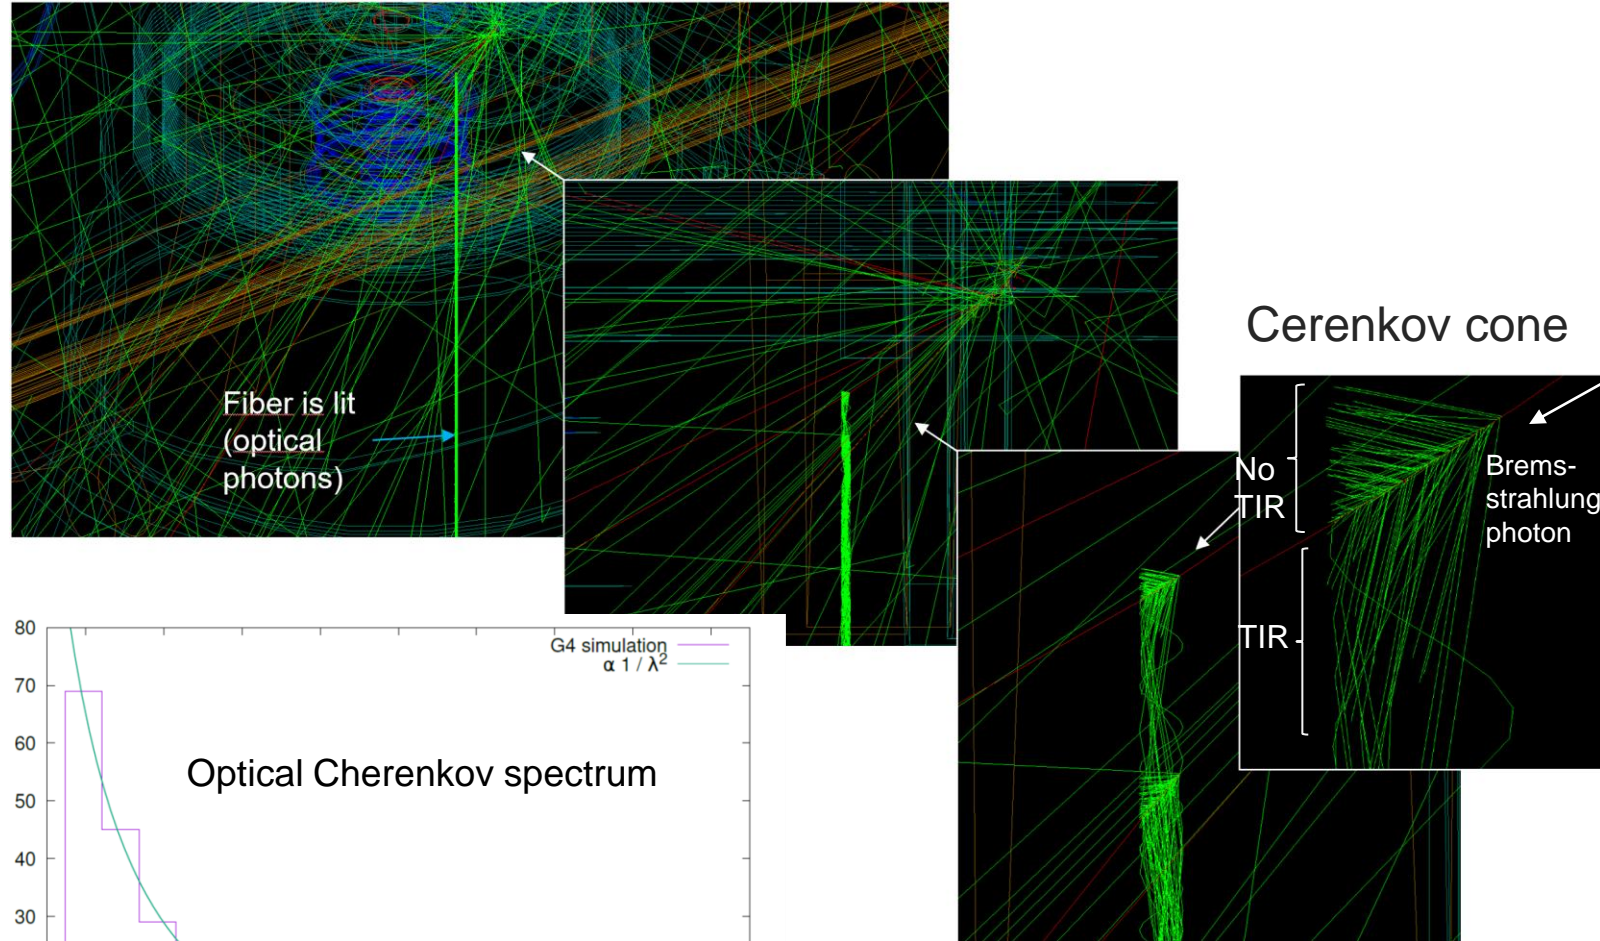 Fiber is lit
(optical
photons)
Cerenkov cone
No
TIR
Brems-
strahlung
photon
TIR
80
70
60
50
40
30
G4 simulation
α 1 / λ²
Optical Cherenkov spectrum